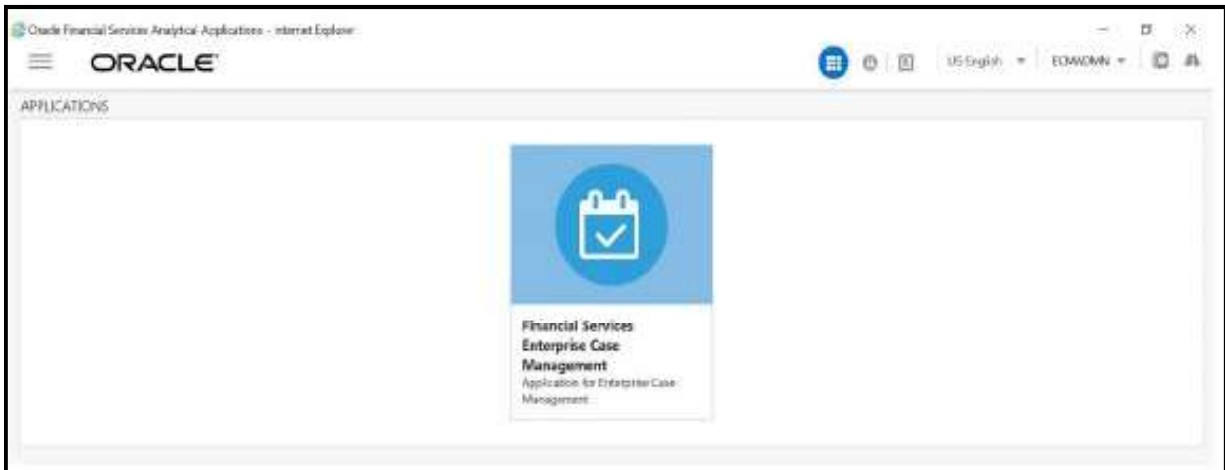 Oracle Financial Services Analytical Applications - Internet Explorer
ORACLE
US English
ECMADMN
APPLICATIONS
Financial Services
Enterprise Case
Management
Application for Enterprise Case
Management